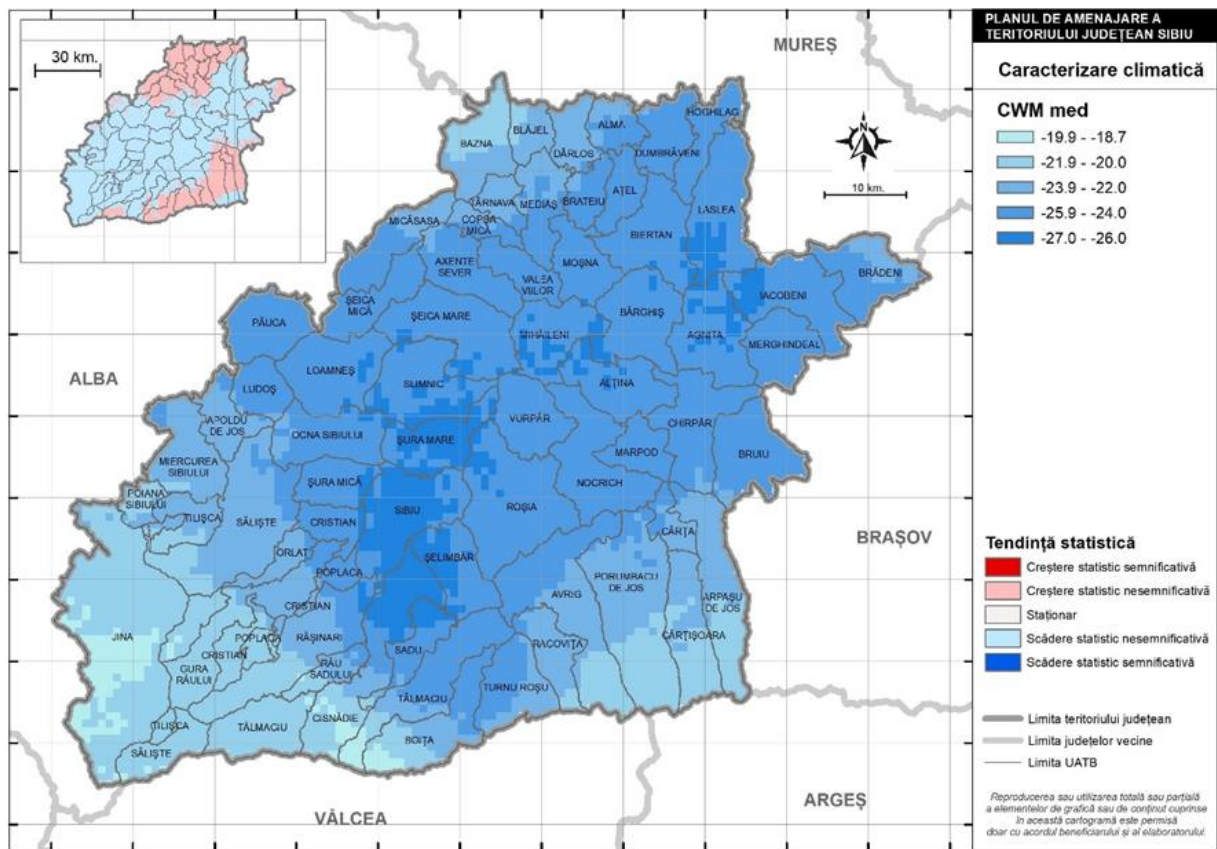 PLANUL DE AMENAJARE A
TERITORIULUI JUDEȚEAN SIBIU
Caracterizare climatică
CWM med
-19.9 - -18.7
-21.9 - -20.0
-23.9 - -22.0
-25.9 - -24.0
-27.0 - -26.0
Tendință statistică
Creștere statistic semnificativă
Creștere statistic nesemnificativă
Staționar
Scădere statistic nesemnificativă
Scădere statistic semnificativă
Limita teritoriului județean
Limita județelor vecine
Limita UATB
Reproducerea sau utilizarea totală sau parțială
a elementelor de grafică sau de conținut cuprinse
în această cartogramă este permisă
doar cu acordul beneficiarului și al elaboratorului.
30 km.
MUREȘ
10 km.
HOGHILAG
BLĂJEL
ALMA
BAZNA
DÂRLOS
DUMBRĂVENI
AȚEL
TÂRNAVA
MEDIAȘ
BRATEIU
LASLEA
MICĂSASA
COPȘA
MICĂ
BIERTAN
AXENTE
SEVER
MOȘNA
BRĂDENI
VALEA
VIILOR
IACOBENI
ȘEICA
MICĂ
ȘEICA MARE
BÂRGHIȘ
PĂUCA
MIHĂILENI
AGNITA
MERGHINDEAL
ALBA
LOAMNEȘ
SLIMNIC
ALȚINA
LUDOȘ
APOLDU
DE JOS
VURPĂR
CHIRPĂR
OCNA SIBIULUI
ȘURA MARE
MARPOD
BRUIU
MIERCUREA
SIBIULUI
ȘURA MICĂ
NOCRICH
POIANA
SIBIULUI
SIBIU
ROȘIA
TILIȘCA
SĂLIȘTE
CRISTIAN
CÂRȚA
BRAȘOV
ORLAT
ȘELIMBĂR
POPLACA
PORUMBACU
DE JOS
AVRIG
ARPAȘU
DE JOS
CRISTIAN
JINA
POPLACA
RĂȘINARI
CÂRȚIȘOARA
CRISTIAN
SADU
RACOVIȚA
GURA
RÂULUI
RÂU
SADULUI
TURNU ROȘU
TĂLMACIU
CISNĂDIE
TILIȘCA
TĂLMAGIU
BOIȚA
SĂLIȘTE
ARGEȘ
VÂLCEA